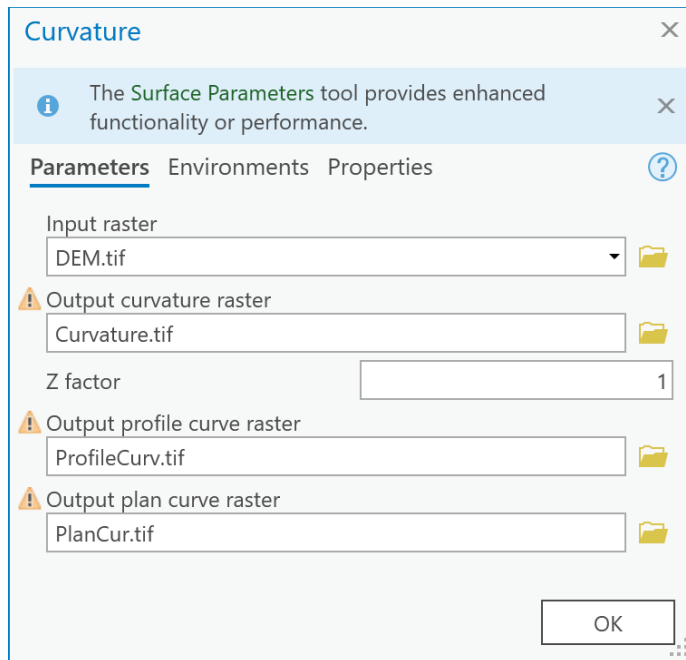 Curvature
The Surface Parameters tool provides enhanced
functionality or performance.
Parameters Environments Properties
Input raster
DEM.tif
Output curvature raster
Curvature.tif
Z factor 1
Output profile curve raster
ProfileCurv.tif
Output plan curve raster
PlanCur.tif
OK